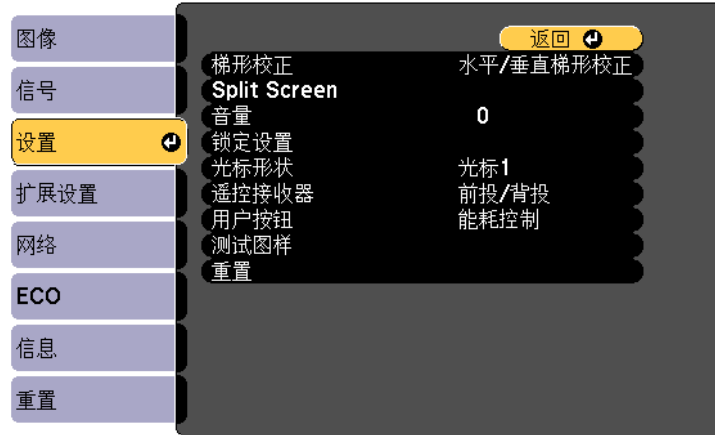 图像
信号
设置
扩展设置
网络
ECO
信息
重置
返回
梯形校正 水平/垂直梯形校正
Split Screen
音量 0
锁定设置
光标形状 光标1
遥控接收器 前投/背投
用户按钮 能耗控制
测试图样
重置